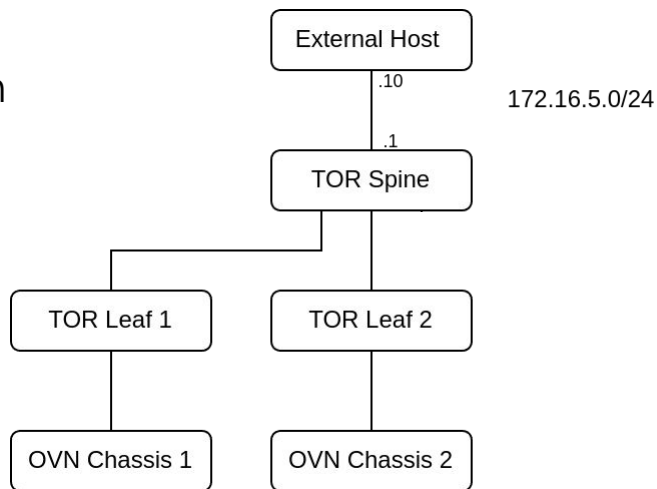 External Host
.10
172.16.5.0/24
.1
TOR Spine
TOR Leaf 1
TOR Leaf 2
OVN Chassis 1
OVN Chassis 2